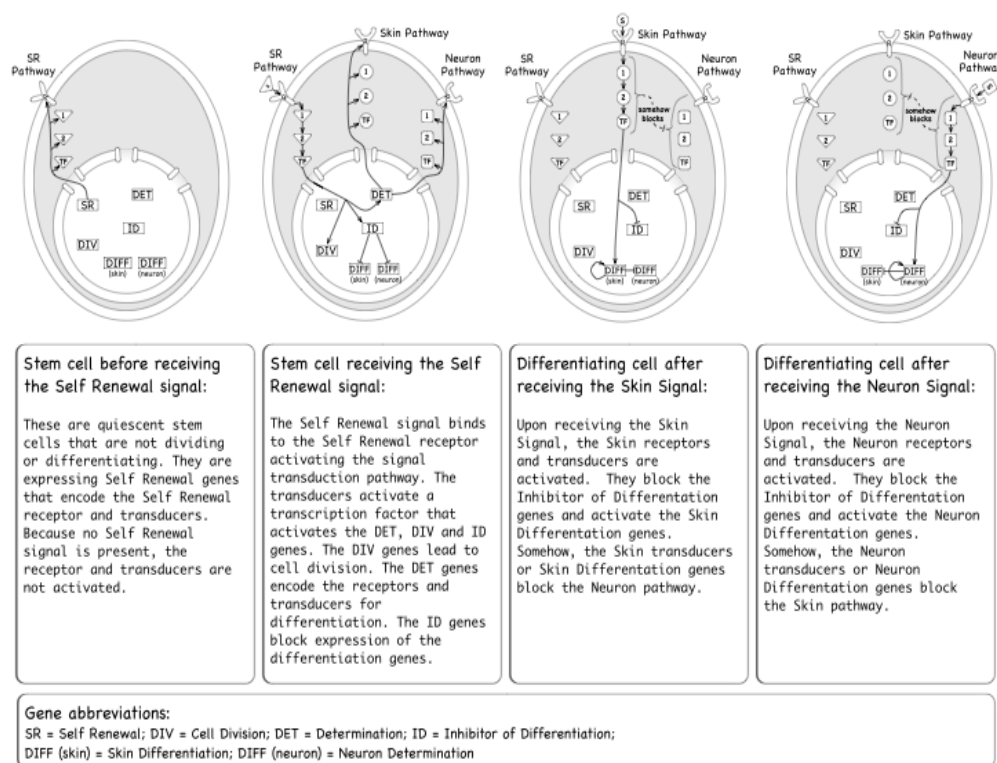 SR
Pathway
1
2
TF
SR
DET
ID
DIV
DIFF
(skin)
DIFF
(neuron)
Skin Pathway
SR
Pathway
Neuron
Pathway
1
2
TF
1
2
TF
1
2
TF
DET
SR
ID
DIV
DIFF
(skin)
DIFF
(neuron)
S
Skin Pathway
SR
Pathway
Neuron
Pathway
1
2
TF
1
2
TF
somehow
blocks
1
2
TF
DET
SR
ID
DIV
DIFF
(skin)
DIFF
(neuron)
Skin Pathway
SR
Pathway
Neuron
Pathway
1
2
TF
1
2
TF
somehow
blocks
1
2
TF
DET
SR
ID
DIV
DIFF
(skin)
DIFF
(neuron)
Stem cell before receiving
the Self Renewal signal:
These are quiescent stem
cells that are not dividing
or differentiating. They are
expressing Self Renewal genes
that encode the Self Renewal
receptor and transducers.
Because no Self Renewal
signal is present, the
receptor and transducers are
not activated.
Stem cell receiving the Self
Renewal signal:
The Self Renewal signal binds
to the Self Renewal receptor
activating the signal
transduction pathway. The
transducers activate a
transcription factor that
activates the DET, DIV and ID
genes. The DIV genes lead to
cell division. The DET genes
encode the receptors and
transducers for
differentiation. The ID genes
block expression of the
differentiation genes.
Differentiating cell after
receiving the Skin Signal:
Upon receiving the Skin
Signal, the Skin receptors
and transducers are
activated. They block the
Inhibitor of Differentation
genes and activate the Skin
Differentation genes.
Somehow, the Skin transducers
or Skin Differentation genes
block the Neuron pathway.
Differentiating cell after
receiving the Neuron Signal:
Upon receiving the Neuron
Signal, the Neuron receptors
and transducers are
activated. They block the
Inhibitor of Differentation
genes and activate the Neuron
Differentation genes.
Somehow, the Neuron
transducers or Neuron
Differentation genes block
the Skin pathway.
Gene abbreviations:
SR = Self Renewal; DIV = Cell Division; DET = Determination; ID = Inhibitor of Differentiation;
DIFF (skin) = Skin Differentiation; DIFF (neuron) = Neuron Determination